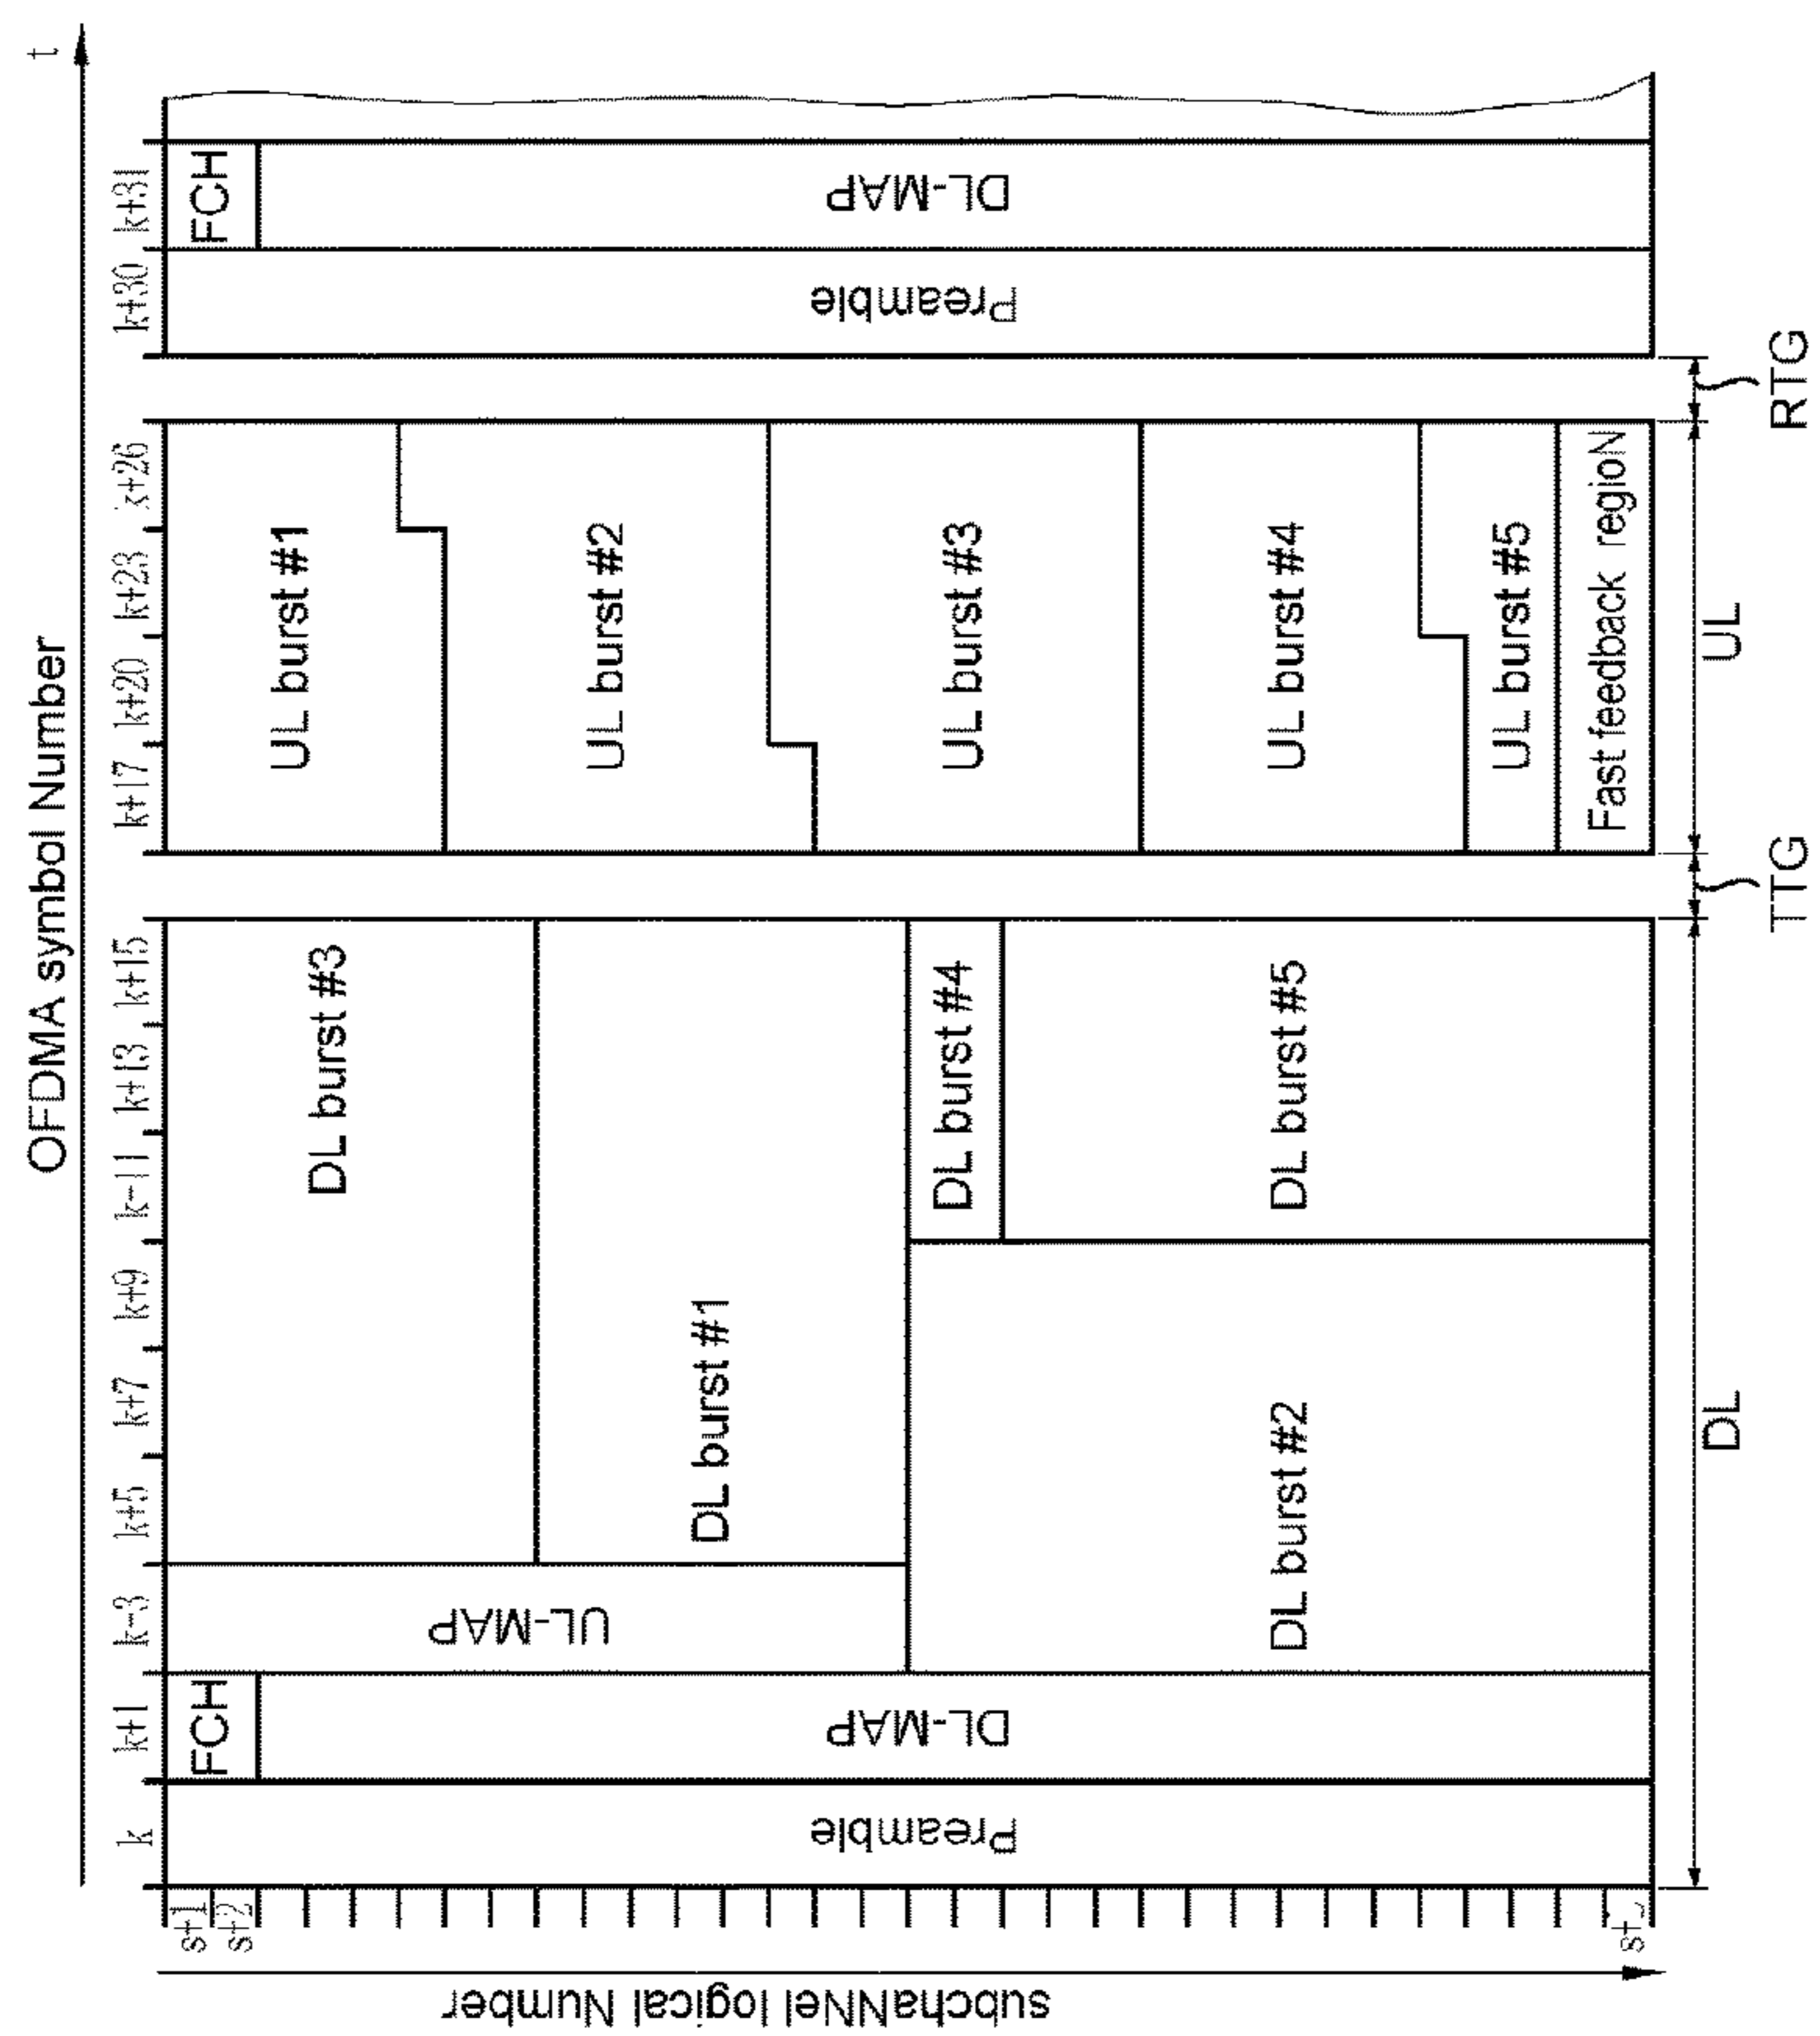 OFDMA symbol Number
t
k
k+1
k-3
k+5
k+7
k+9
k-11
k+13
k+15
k+17
k+20
k+23
k+26
k+30
k+31
subchaNNel logical Number
s+1
s+2
Preamble
FCH
DL-MAP
UL-MAP
DL burst #3
DL burst #1
DL burst #2
DL burst #4
DL burst #5
UL burst #1
UL burst #2
UL burst #3
UL burst #4
UL burst #5
Fast feedback regioN
Preamble
FCH
DL-MAP
DL
TTG
UL
RTG